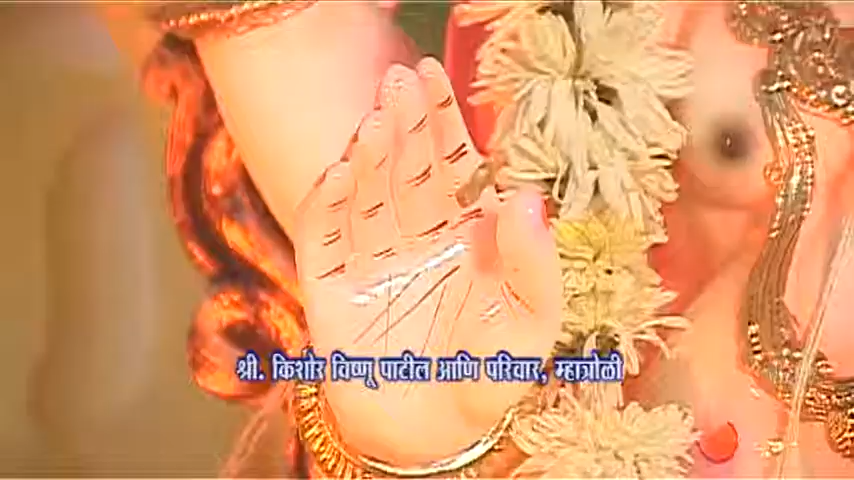 श्री. किशोर विष्णू पाटील आणि परिवार, म्हात्रोळी